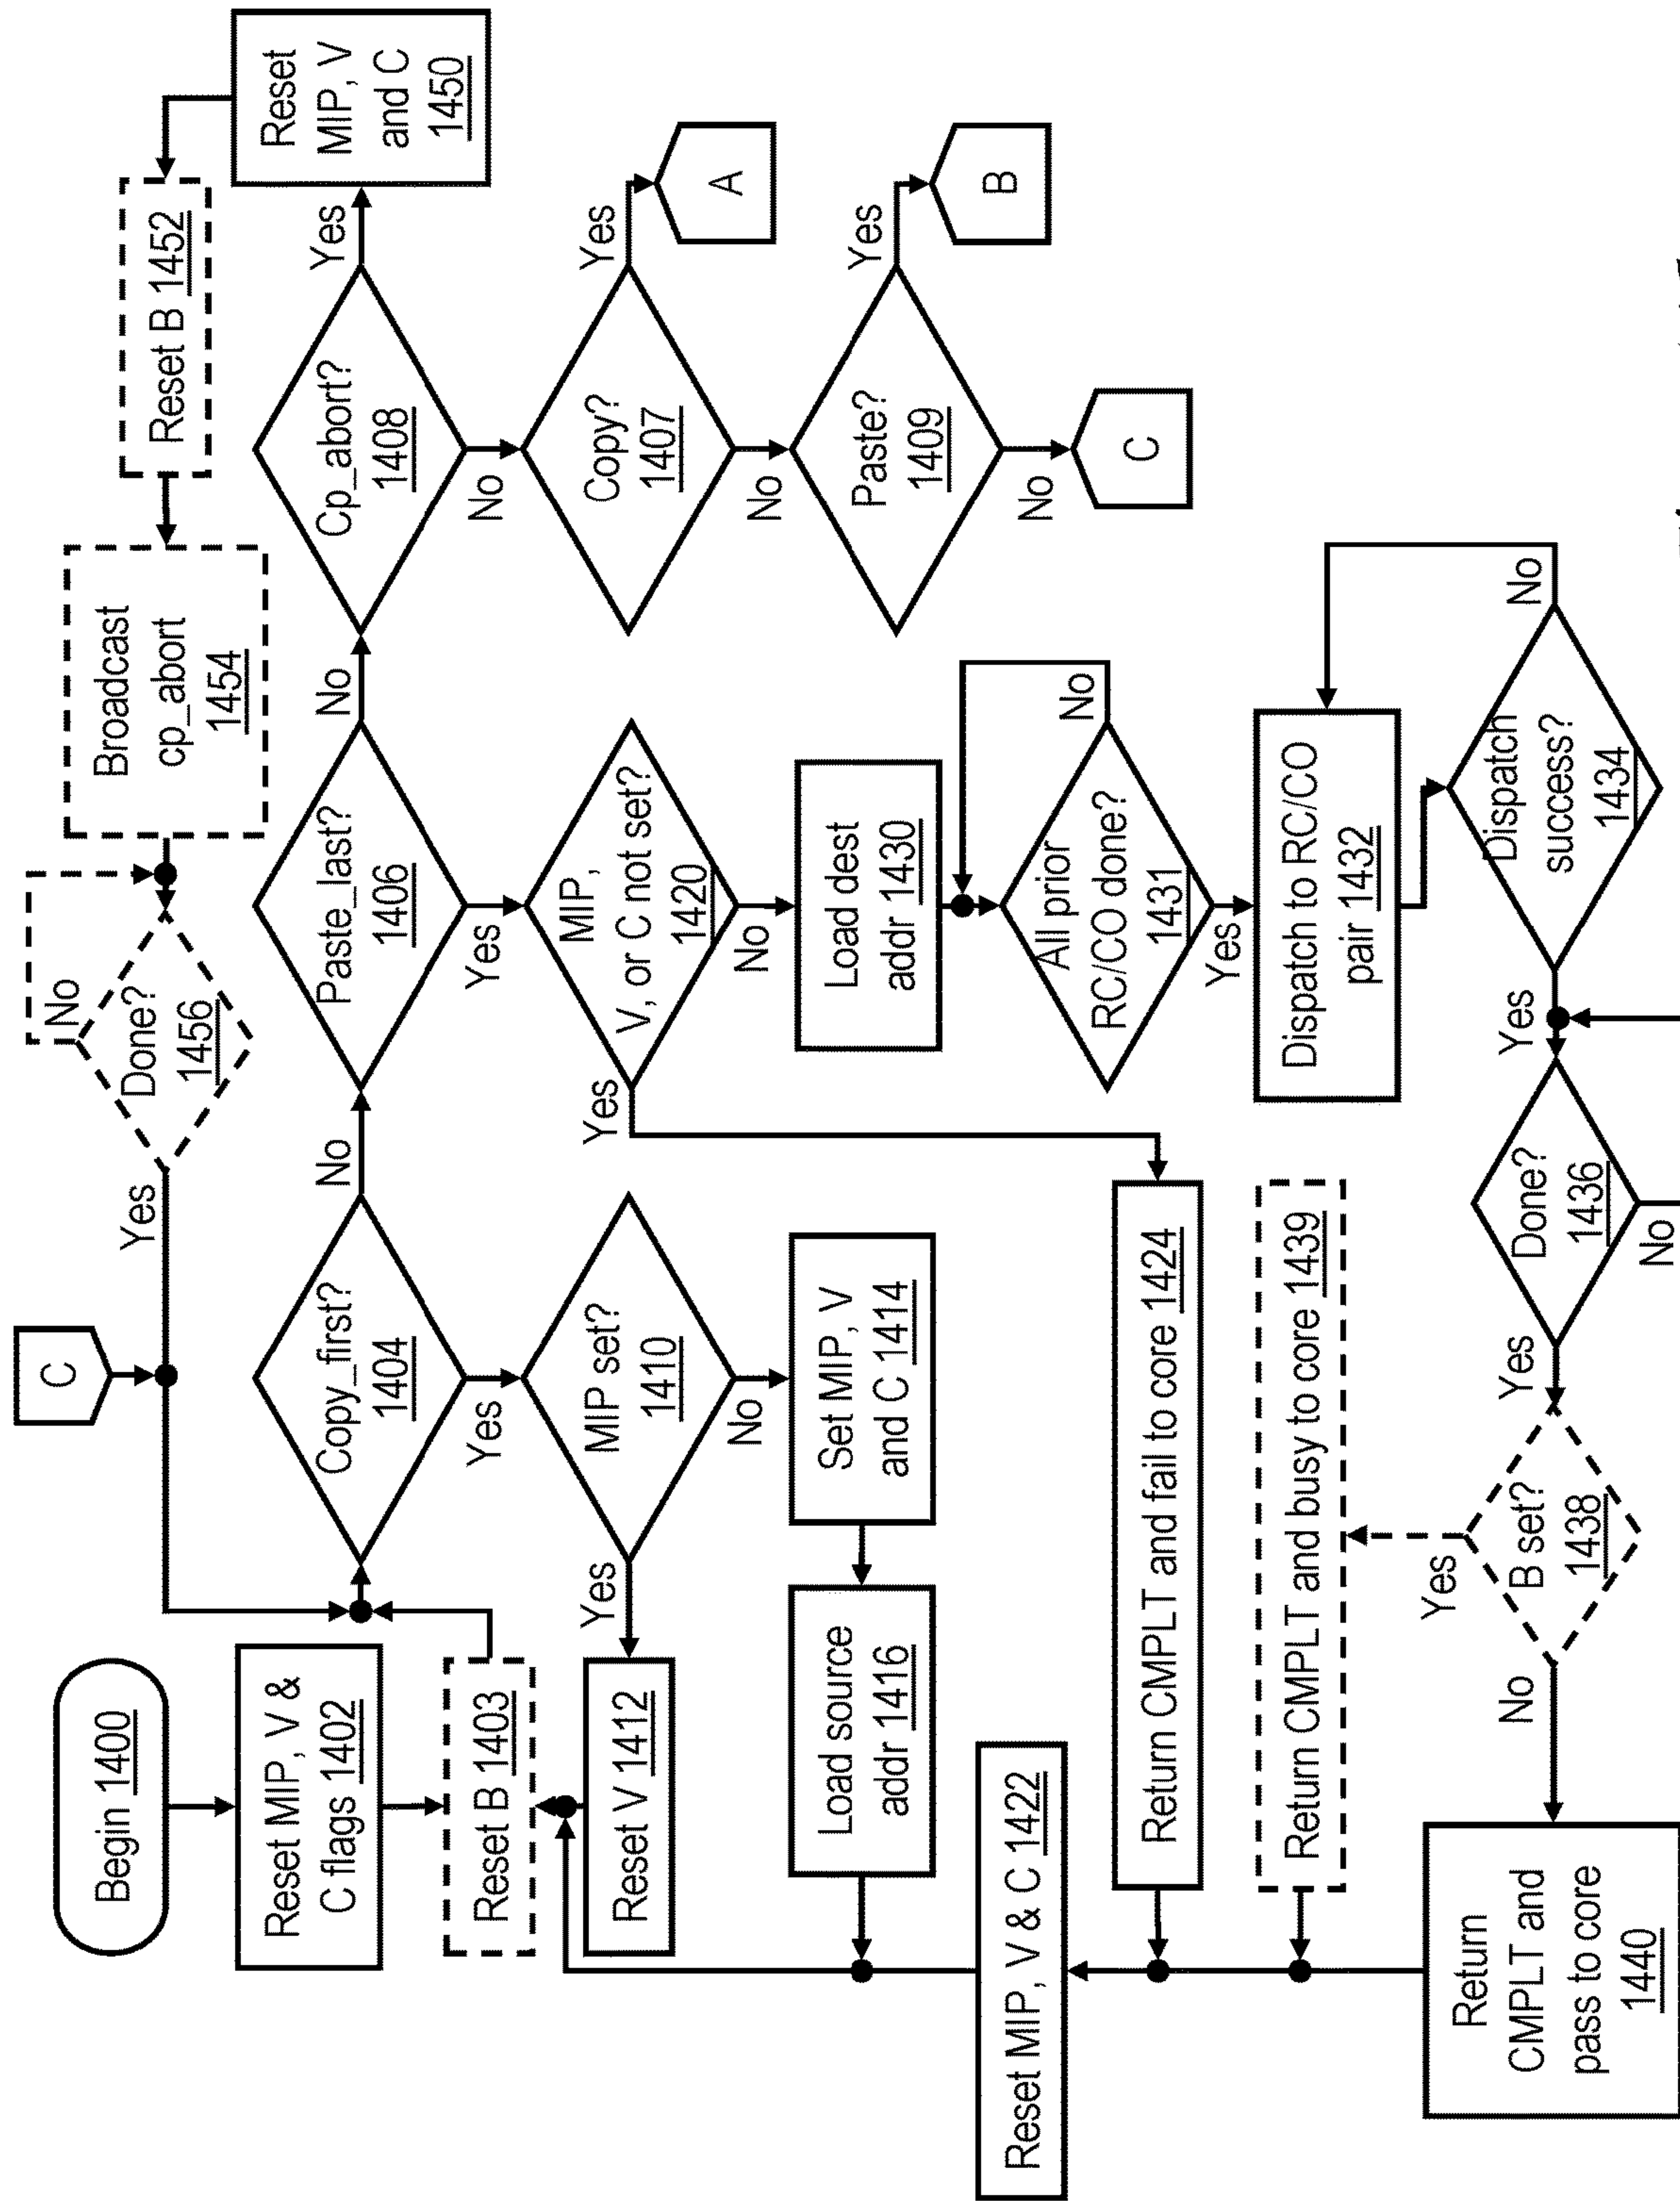 Begin 1400
Reset MIP, V &
C flags 1402
Reset B 1403
C
Copy_first?
1404
Yes
No
MIP set?
1410
Yes
No
Reset V 1412
Set MIP, V
and C 1414
Load source
addr 1416
Paste_last?
1406
Yes
No
MIP,
V, or C not set?
1420
Yes
No
Reset MIP, V & C 1422
Return CMPLT and fail to core 1424
Load dest
addr 1430
All prior
RC/CO done?
1431
No
Yes
Dispatch to RC/CO
pair 1432
Dispatch
success?
1434
No
Yes
Done?
1436
No
Yes
B set?
1438
Yes
No
Return CMPLT and busy to core 1439
Return
CMPLT and
pass to core
1440
Cp_abort?
1408
Yes
No
Reset
MIP, V
and C
1450
Reset B 1452
Broadcast
cp_abort
1454
Done?
1456
No
Yes
Copy?
1407
Yes
No
A
Paste?
1409
Yes
No
B
C